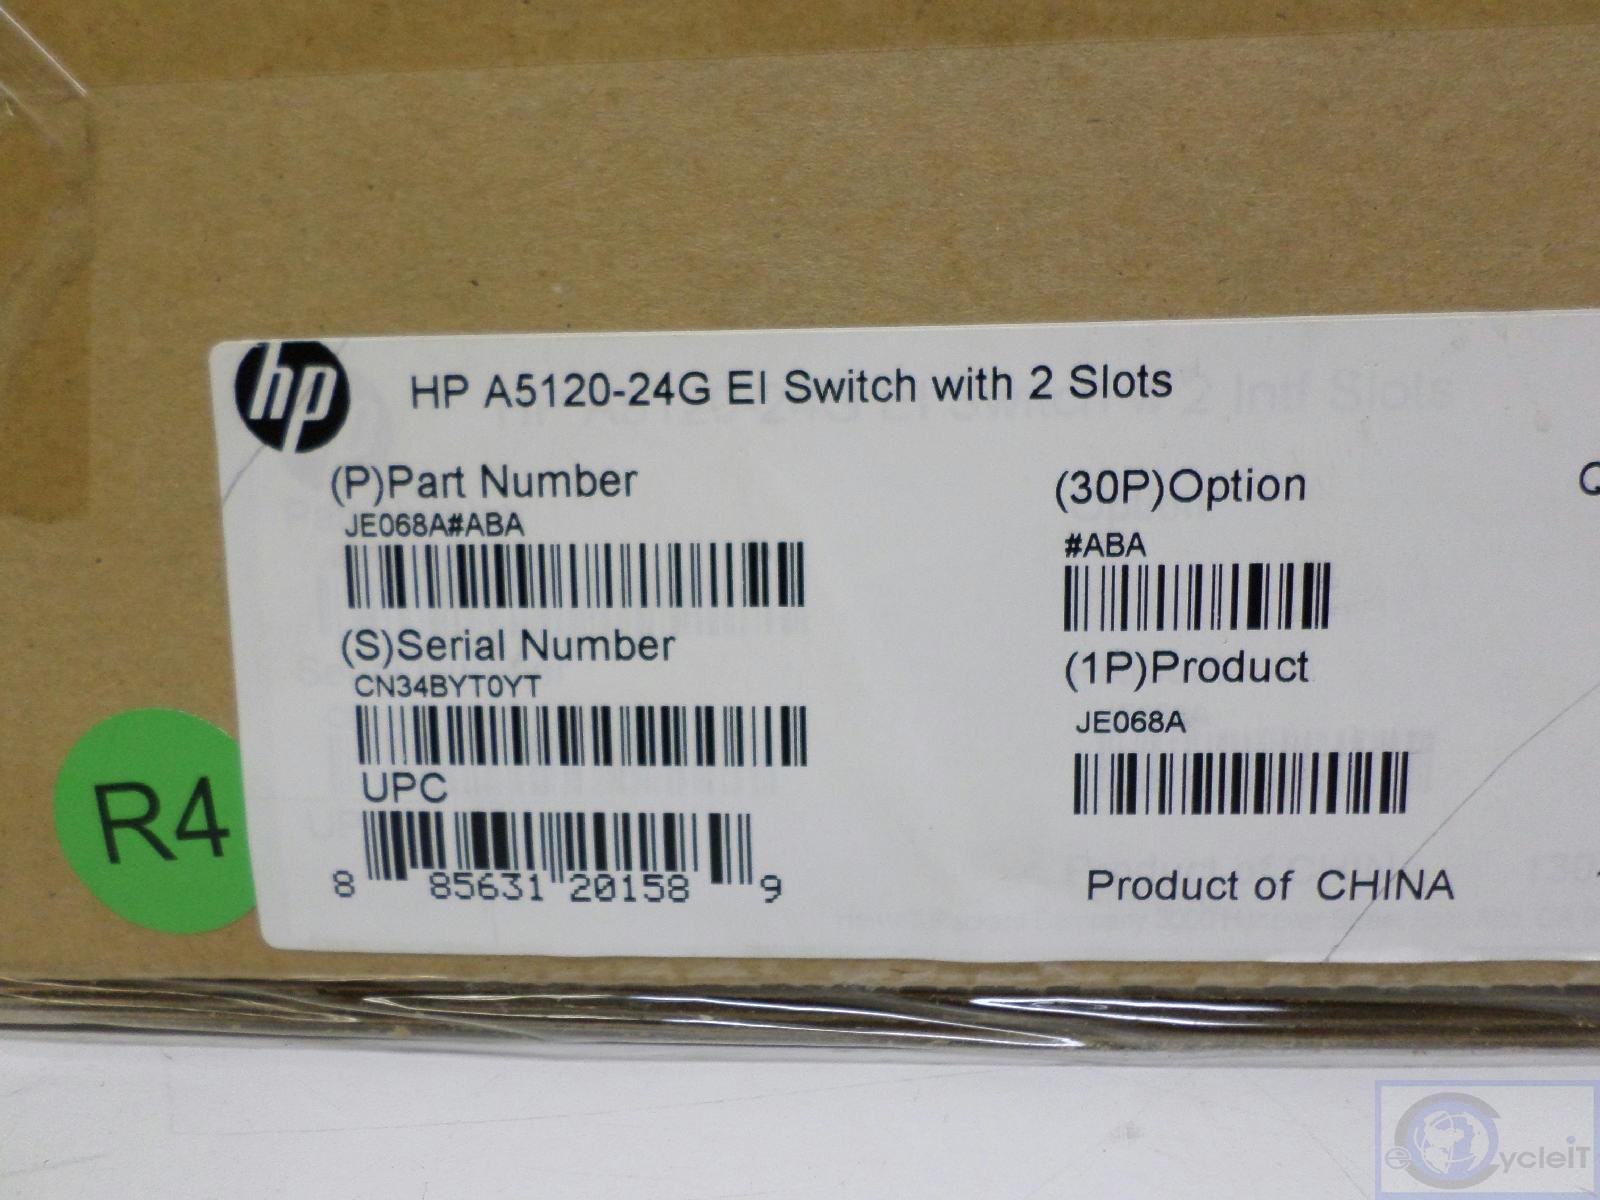 hp
HP A5120-24G EI Switch with 2 Slots
(P)Part Number
JE068A#ABA
(S)Serial Number
CN34BYT0YT
UPC
8 85631 20158 9
(30P)Option
#ABA
(1P)Product
JE068A
Product of CHINA
Q
R4
eCycleiT